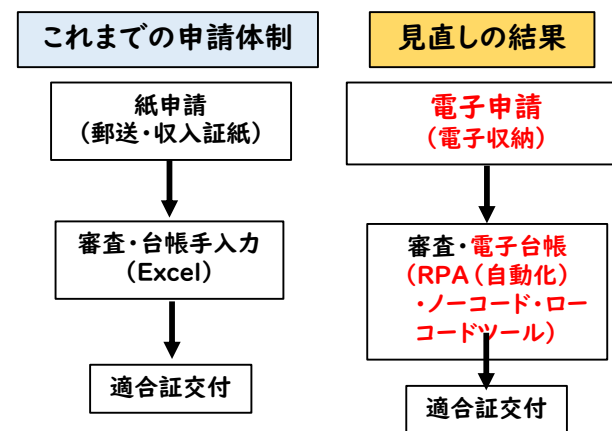 これまでの申請体制
紙申請
（郵送・収入証紙）
審査・台帳手入力
（Excel）
適合証交付
見直しの結果
電子申請
（電子収納）
審査・電子台帳
（RPA（自動化）
・ノーコード・ロー
コードツール）
適合証交付